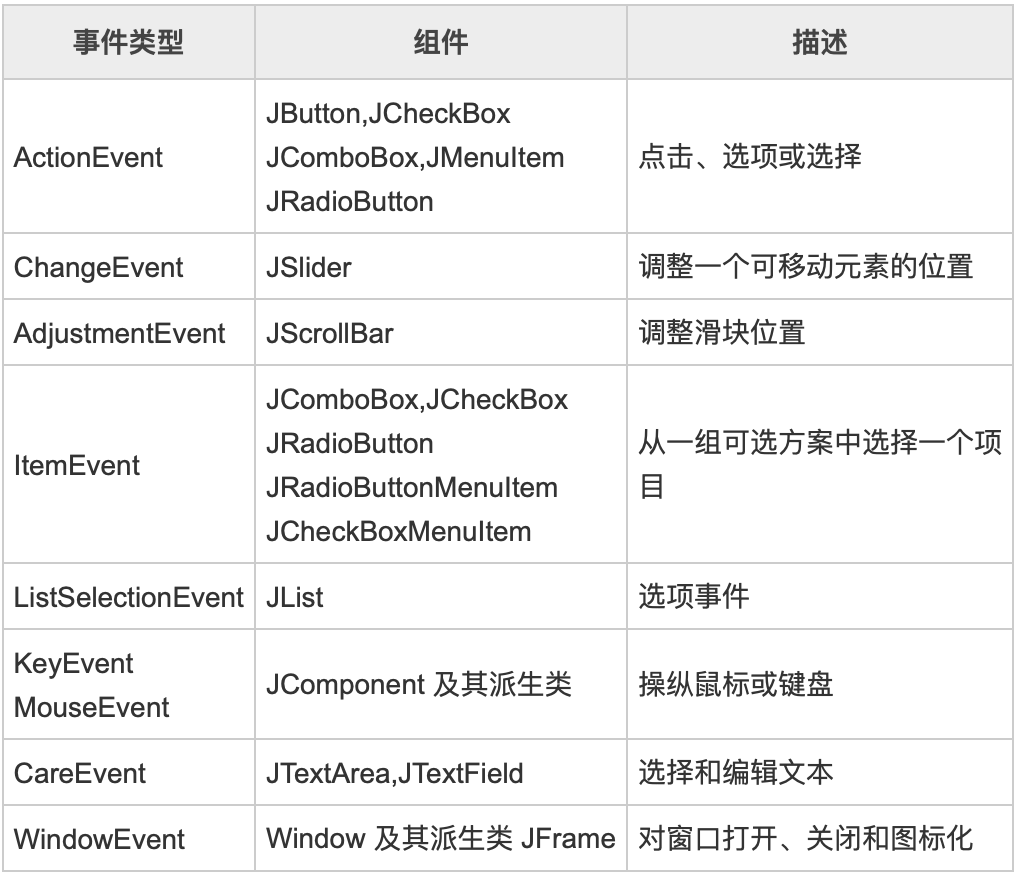 事件类型 组件 描述
ActionEvent
JButton,JCheckBox
JComboBox,JMenuItem
JRadioButton
点击、选项或选择
ChangeEvent JSlider 调整一个可移动元素的位置
AdjustmentEvent JScrollBar 调整滑块位置
ItemEvent
JComboBox,JCheckBox
JRadioButton
JRadioButtonMenuItem
JCheckBoxMenuItem
从一组可选方案中选择一个项
目
ListSelectionEvent JList 选项事件
KeyEvent
MouseEvent
JComponent 及其派生类
操纵鼠标或键盘
CareEvent JTextArea,JTextField 选择和编辑文本
WindowEvent Window 及其派生类 JFrame 对窗口打开、关闭和图标化